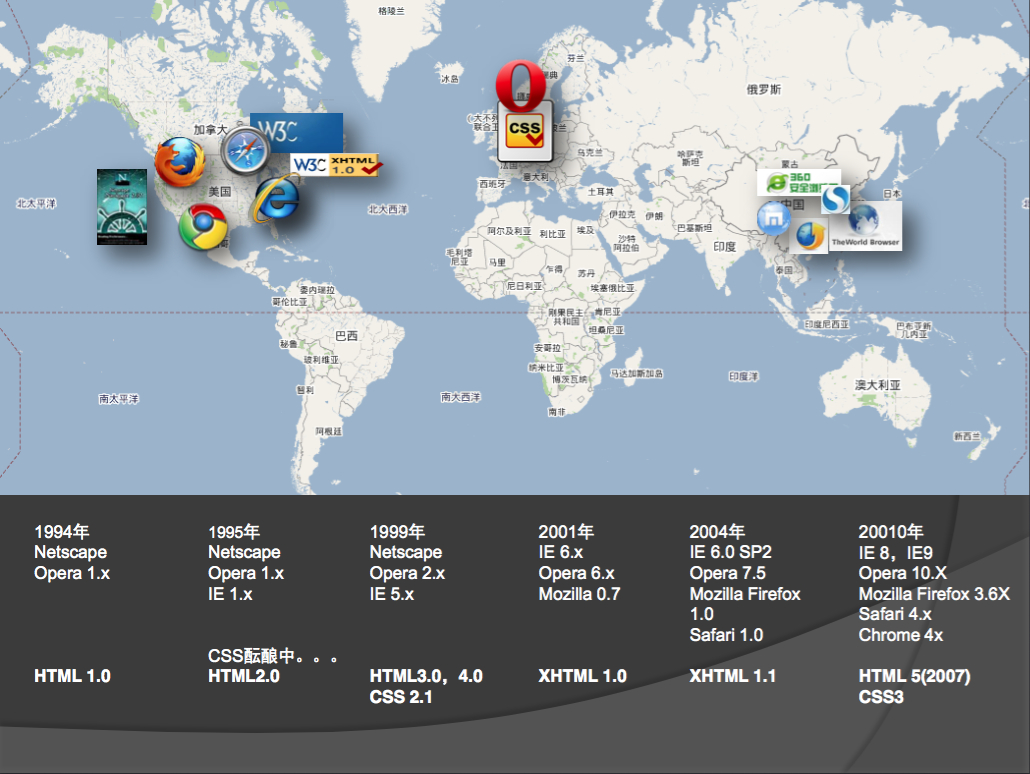 格陵兰
冰岛
芬兰
瑞典
俄罗斯
加拿大
W3C
W3C XHTML 1.0
(大不列
联合王
CSS
波兰
法国
乌克兰
哈萨克
斯坦
蒙古
360
安全浏览器
美国
N
北太平洋
北大西洋
西班牙
意大利
土耳其
伊拉克
伊朗
巴基斯坦
中国
日本
TheWorld Browser
阿尔及利亚
利比亚
埃及
沙特
阿拉伯
印度
毛利塔
尼亚
马里
乍得
苏丹
泰国
尼日利亚
埃塞俄比亚
委内瑞拉
哥伦比亚
刚果民主
共和国
肯尼亚
坦桑尼亚
印度尼西亚
巴布亚新
几内亚
秘鲁
巴西
玻利维亚
安哥拉
纳米比亚
博茨瓦纳
马达加斯加岛
印度洋
澳大利亚
智利
南太平洋
南大西洋
南非
阿根廷
新西兰
1994年
Netscape
Opera 1.x
HTML 1.0
1995年
Netscape
Opera 1.x
IE 1.x
CSS酝酿中。。。
HTML2.0
1999年
Netscape
Opera 2.x
IE 5.x
HTML3.0，4.0
CSS 2.1
2001年
IE 6.x
Opera 6.x
Mozilla 0.7
XHTML 1.0
2004年
IE 6.0 SP2
Opera 7.5
Mozilla Firefox
1.0
Safari 1.0
XHTML 1.1
20010年
IE 8，IE9
Opera 10.X
Mozilla Firefox 3.6X
Safari 4.x
Chrome 4x
HTML 5(2007)
CSS3